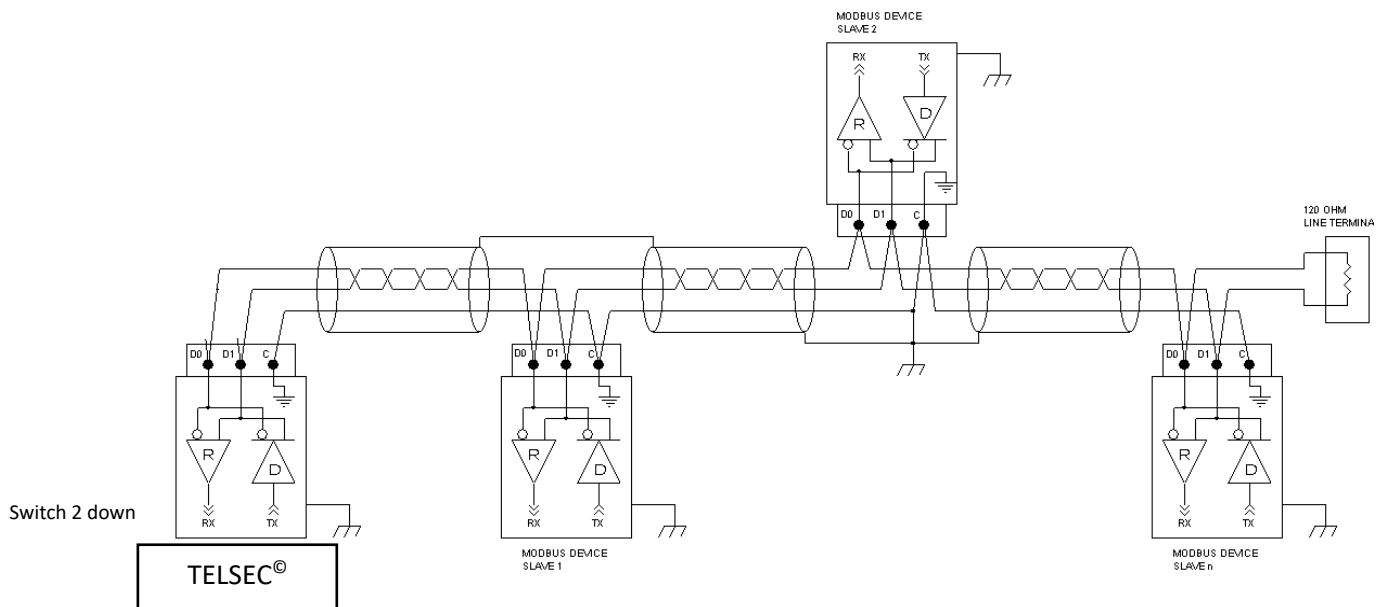 MODBUS DEVICE
SLAVE 2
RX
TX
R
D
D0
D1
C
120 OHM
LINE TERMINA
D0
D1
C
D0
D1
C
D0
D1
C
R
D
R
D
R
D
Switch 2 down
RX
TX
RX
TX
RX
TX
TELSEC©
MODBUS DEVICE
SLAVE 1
MODBUS DEVICE
SLAVE n